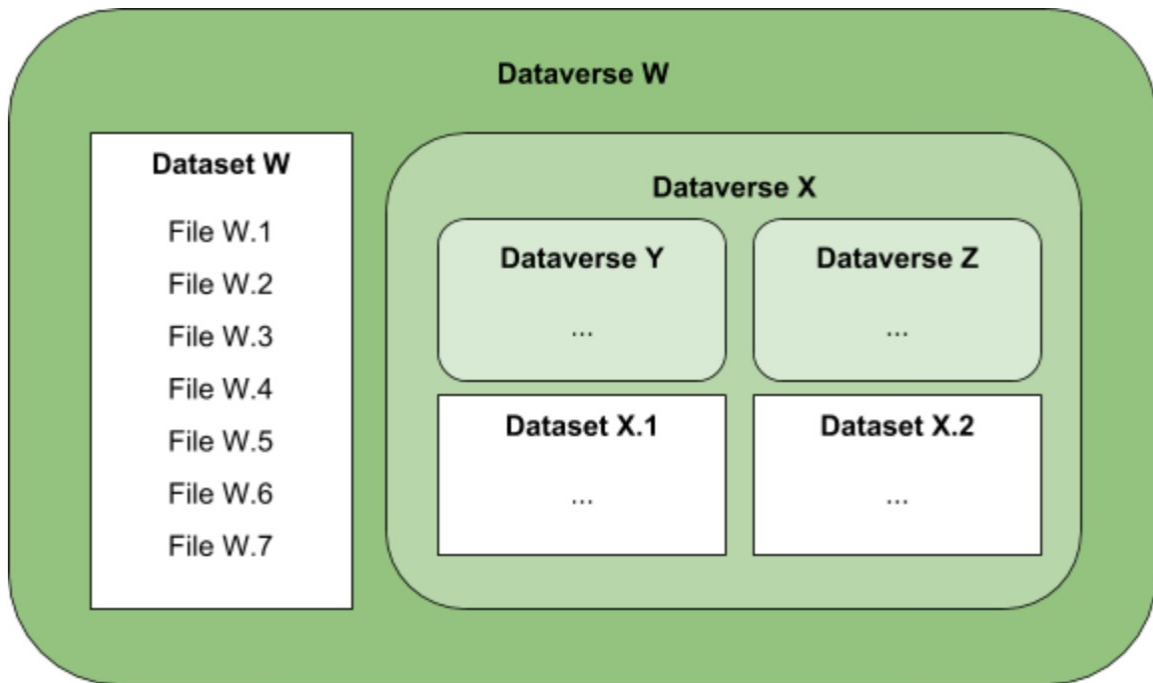 Dataverse W
Dataset W
File W.1
File W.2
File W.3
File W.4
File W.5
File W.6
File W.7
Dataverse X
Dataverse Y
...
Dataverse Z
...
Dataset X.1
...
Dataset X.2
...